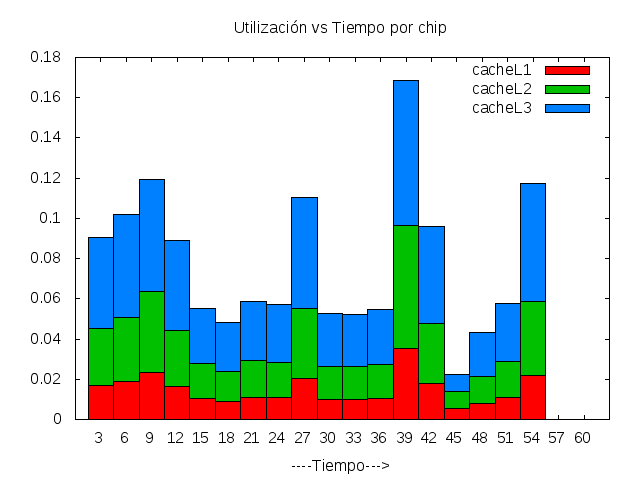 Utilización vs Tiempo por chip
0.18
0.16
0.14
0.12
0.1
0.08
0.06
0.04
0.02
0
cacheL1
cacheL2
cacheL3
3 6 9 12 15 18 21 24 27 30 33 36 39 42 45 48 51 54 57 60
----Tiempo--->